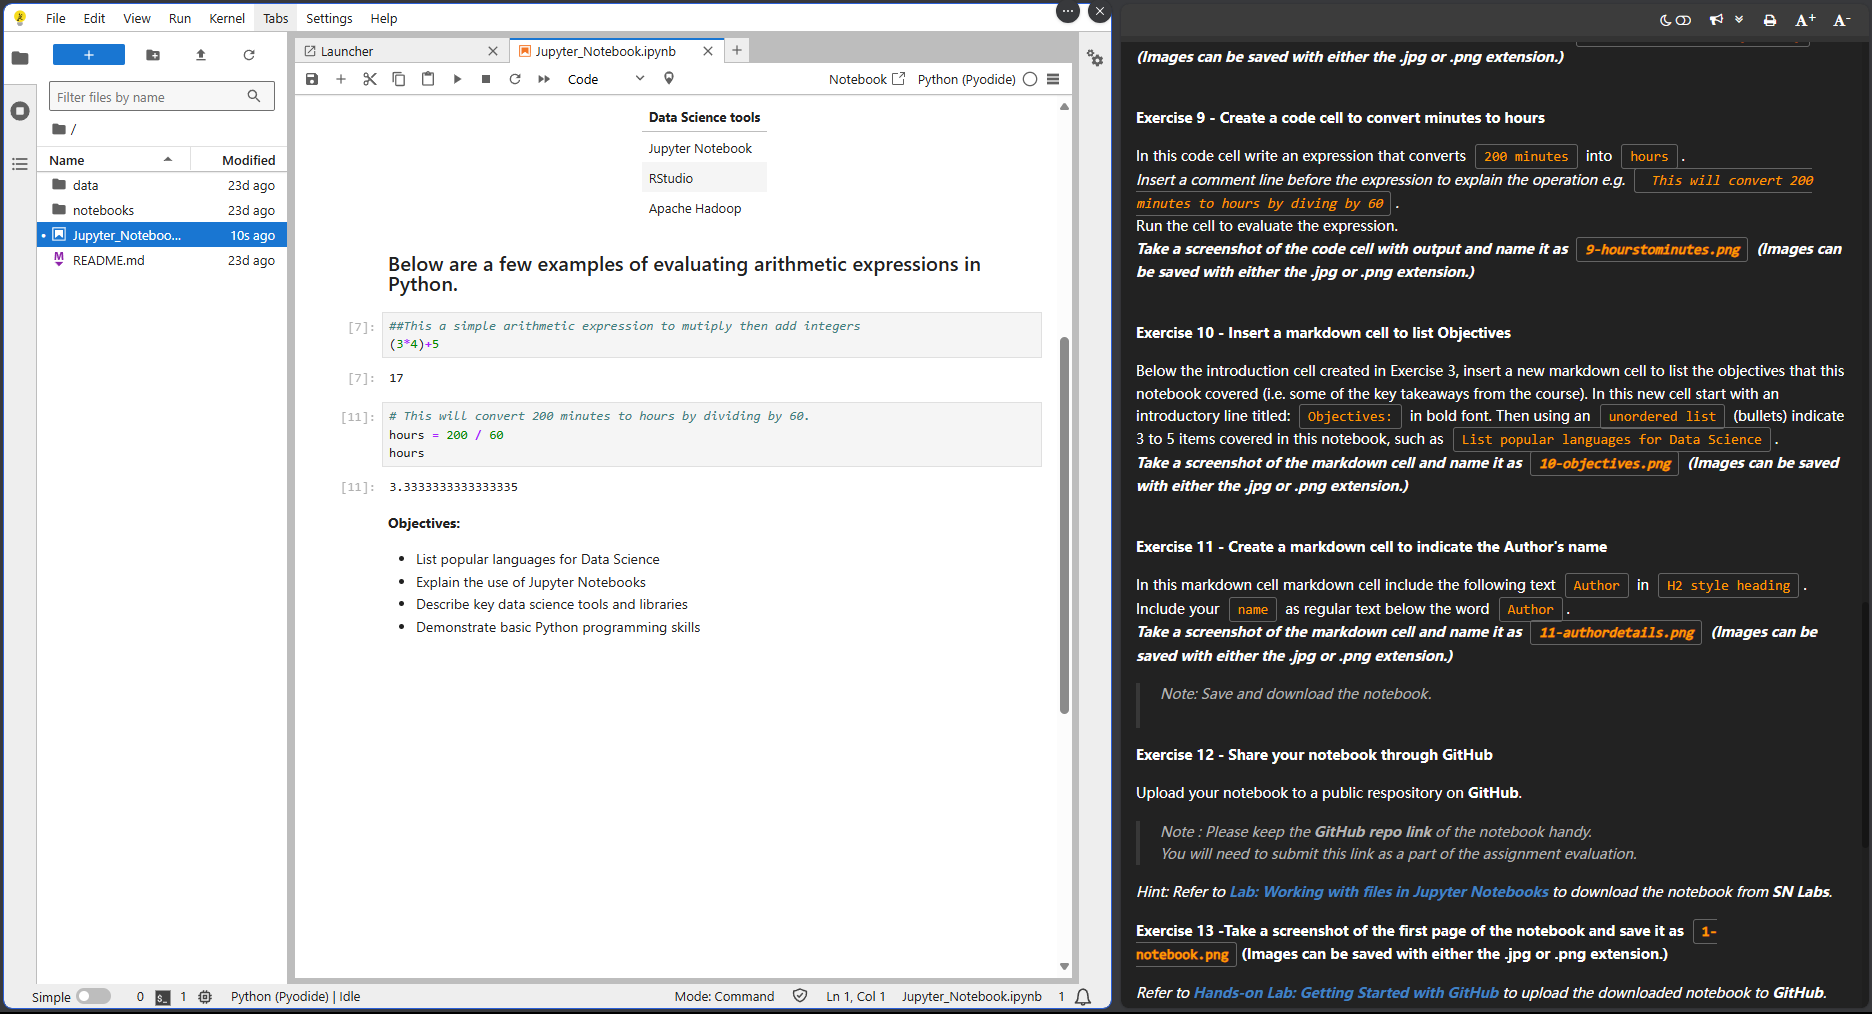 File Edit View Run Kernel Tabs Settings Help
Filter files by name
/
Name Modified
data 23d ago
notebooks 23d ago
Jupyter_Noteboo... 10s ago
README.md 23d ago
Launcher
Jupyter_Notebook.ipynb
Code
Notebook
Python (Pyodide)
Data Science tools
Jupyter Notebook
RStudio
Apache Hadoop
Below are a few examples of evaluating arithmetic expressions in
Python.
[7]: ##This a simple arithmetic expression to mutiply then add integers
(3*4)+5
[7]: 17
[11]: # This will convert 200 minutes to hours by dividing by 60.
hours = 200 / 60
hours
[11]: 3.3333333333333335
Objectives:
• List popular languages for Data Science
• Explain the use of Jupyter Notebooks
• Describe key data science tools and libraries
• Demonstrate basic Python programming skills
Simple 0 1 Python (Pyodide) | Idle Mode: Command Ln 1, Col 1 Jupyter_Notebook.ipynb 1
A+ A-
(Images can be saved with either the .jpg or .png extension.)
Exercise 9 - Create a code cell to convert minutes to hours
In this code cell write an expression that converts 200 minutes into hours .
Insert a comment line before the expression to explain the operation e.g. This will convert 200
minutes to hours by diving by 60 .
Run the cell to evaluate the expression.
Take a screenshot of the code cell with output and name it as 9-hourstominutes.png (Images can
be saved with either the .jpg or .png extension.)
Exercise 10 - Insert a markdown cell to list Objectives
Below the introduction cell created in Exercise 3, insert a new markdown cell to list the objectives that this
notebook covered (i.e. some of the key takeaways from the course). In this new cell start with an
introductory line titled: Objectives: in bold font. Then using an unordered list (bullets) indicate
3 to 5 items covered in this notebook, such as List popular languages for Data Science .
Take a screenshot of the markdown cell and name it as 10-objectives.png (Images can be saved
with either the .jpg or .png extension.)
Exercise 11 - Create a markdown cell to indicate the Author's name
In this markdown cell markdown cell include the following text Author in H2 style heading .
Include your name as regular text below the word Author .
Take a screenshot of the markdown cell and name it as 11-authordetails.png (Images can be
saved with either the .jpg or .png extension.)
Note: Save and download the notebook.
Exercise 12 - Share your notebook through GitHub
Upload your notebook to a public respository on GitHub.
Note : Please keep the GitHub repo link of the notebook handy.
You will need to submit this link as a part of the assignment evaluation.
Hint: Refer to Lab: Working with files in Jupyter Notebooks to download the notebook from SN Labs.
Exercise 13 -Take a screenshot of the first page of the notebook and save it as 1-
notebook.png (Images can be saved with either the .jpg or .png extension.)
Refer to Hands-on Lab: Getting Started with GitHub to upload the downloaded notebook to GitHub.